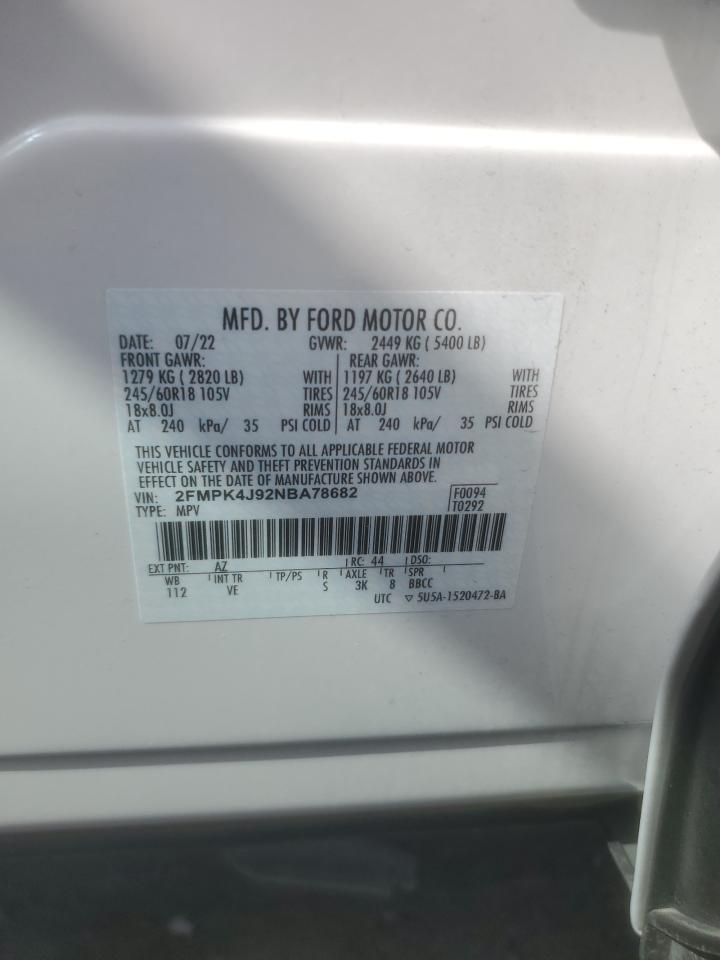 MFD. BY FORD MOTOR CO.
DATE: 07/22 GVWR: 2449 KG ( 5400 LB)
FRONT GAWR: REAR GAWR:
1279 KG ( 2820 LB) WITH 1197 KG ( 2640 LB) WITH
245/60R18 105V TIRES 245/60R18 105V TIRES
18x8.0J RIMS 18x8.0J RIMS
AT 240 kPa/ 35 PSI COLD AT 240 kPa/ 35 PSI COLD
THIS VEHICLE CONFORMS TO ALL APPLICABLE FEDERAL MOTOR
VEHICLE SAFETY AND THEFT PREVENTION STANDARDS IN
EFFECT ON THE DATE OF MANUFACTURE SHOWN ABOVE.
VIN: 2FMPK4J92NBA78682 F0094
TYPE: MPV T0292
EXT PNT: AZ RC: 44 DSO:
WB INT TR TP/PS R AXLE TR SPR
112 VE S 3K 8 BBCC
UTC ▽ 5U5A-1520472-BA